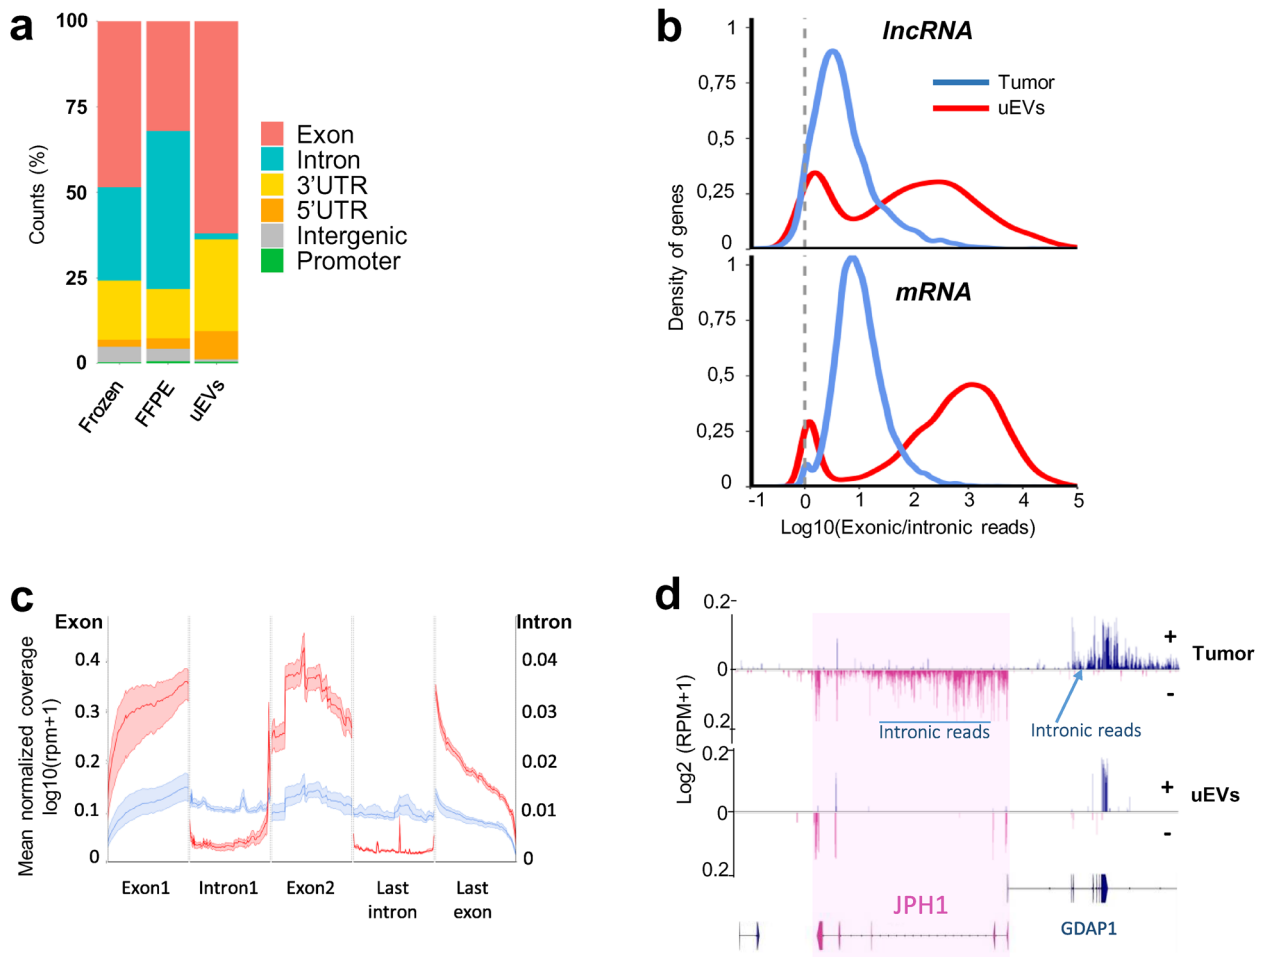 a
100
75
50
25
0
Counts (%)
Frozen
FFPE
uEVs
Exon
Intron
3’UTR
5’UTR
Intergenic
Promoter
b
lncRNA
Tumor
uEVs
1
0,75
0,5
0,25
0
Density of genes
mRNA
1
0,75
0,5
0,25
0
-1 0 1 2 3 4 5
Log10(Exonic/intronic reads)
c
Exon
Intron
Mean normalized coverage
log10(rpm+1)
0.4
0.3
0.2
0.1
0
0.04
0.03
0.02
0.01
0
Exon1
Intron1
Exon2
Last
intron
Last
exon
d
0.2
0
0.2
0.2
0
0.2
Log2 (RPM+1)
+
Tumor
-
Intronic reads
Intronic reads
+
uEVs
-
JPH1
GDAP1